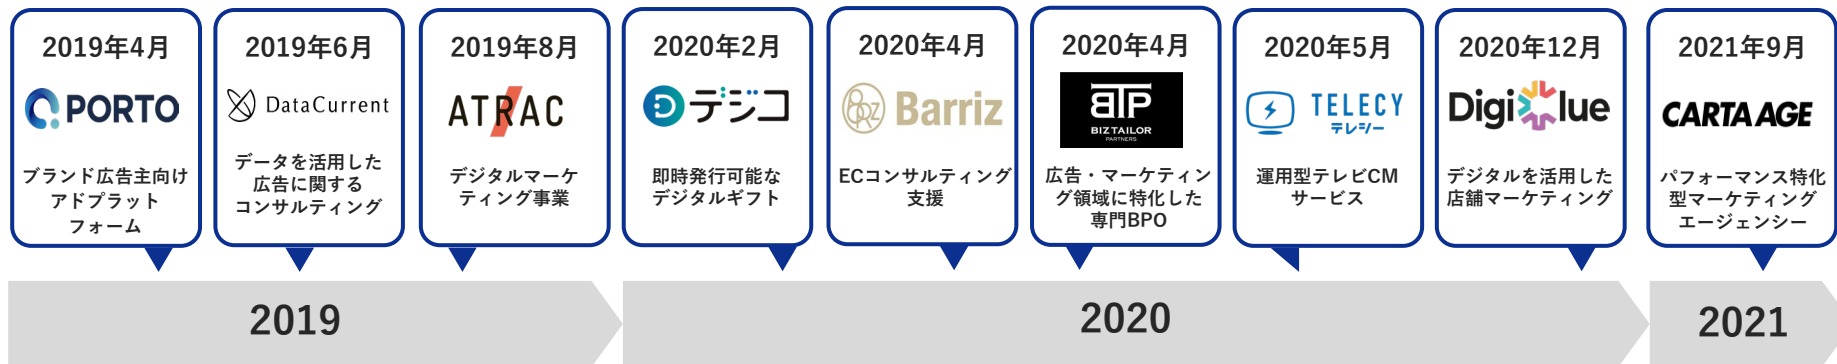 2019年4月
PORTO
ブランド広告主向け
アドプラット
フォーム
2019年6月
DataCurrent
データを活用した
広告に関する
コンサルティング
2019年8月
ATRAC
デジタルマーケ
ティング事業
2020年2月
デジコ
即時発行可能な
デジタルギフト
2020年4月
Barriz
ECコンサルティング
支援
2020年4月
BTP
BIZTAILOR
PARTNERS
広告・マーケティン
グ領域に特化した
専門BPO
2020年5月
TELECY
テレシー
運用型テレビCM
サービス
2020年12月
Digiclue
デジタルを活用した
店舗マーケティング
2021年9月
CARTA AGE
パフォーマンス特化
型マーケティング
エージェンシー
2019
2020
2021